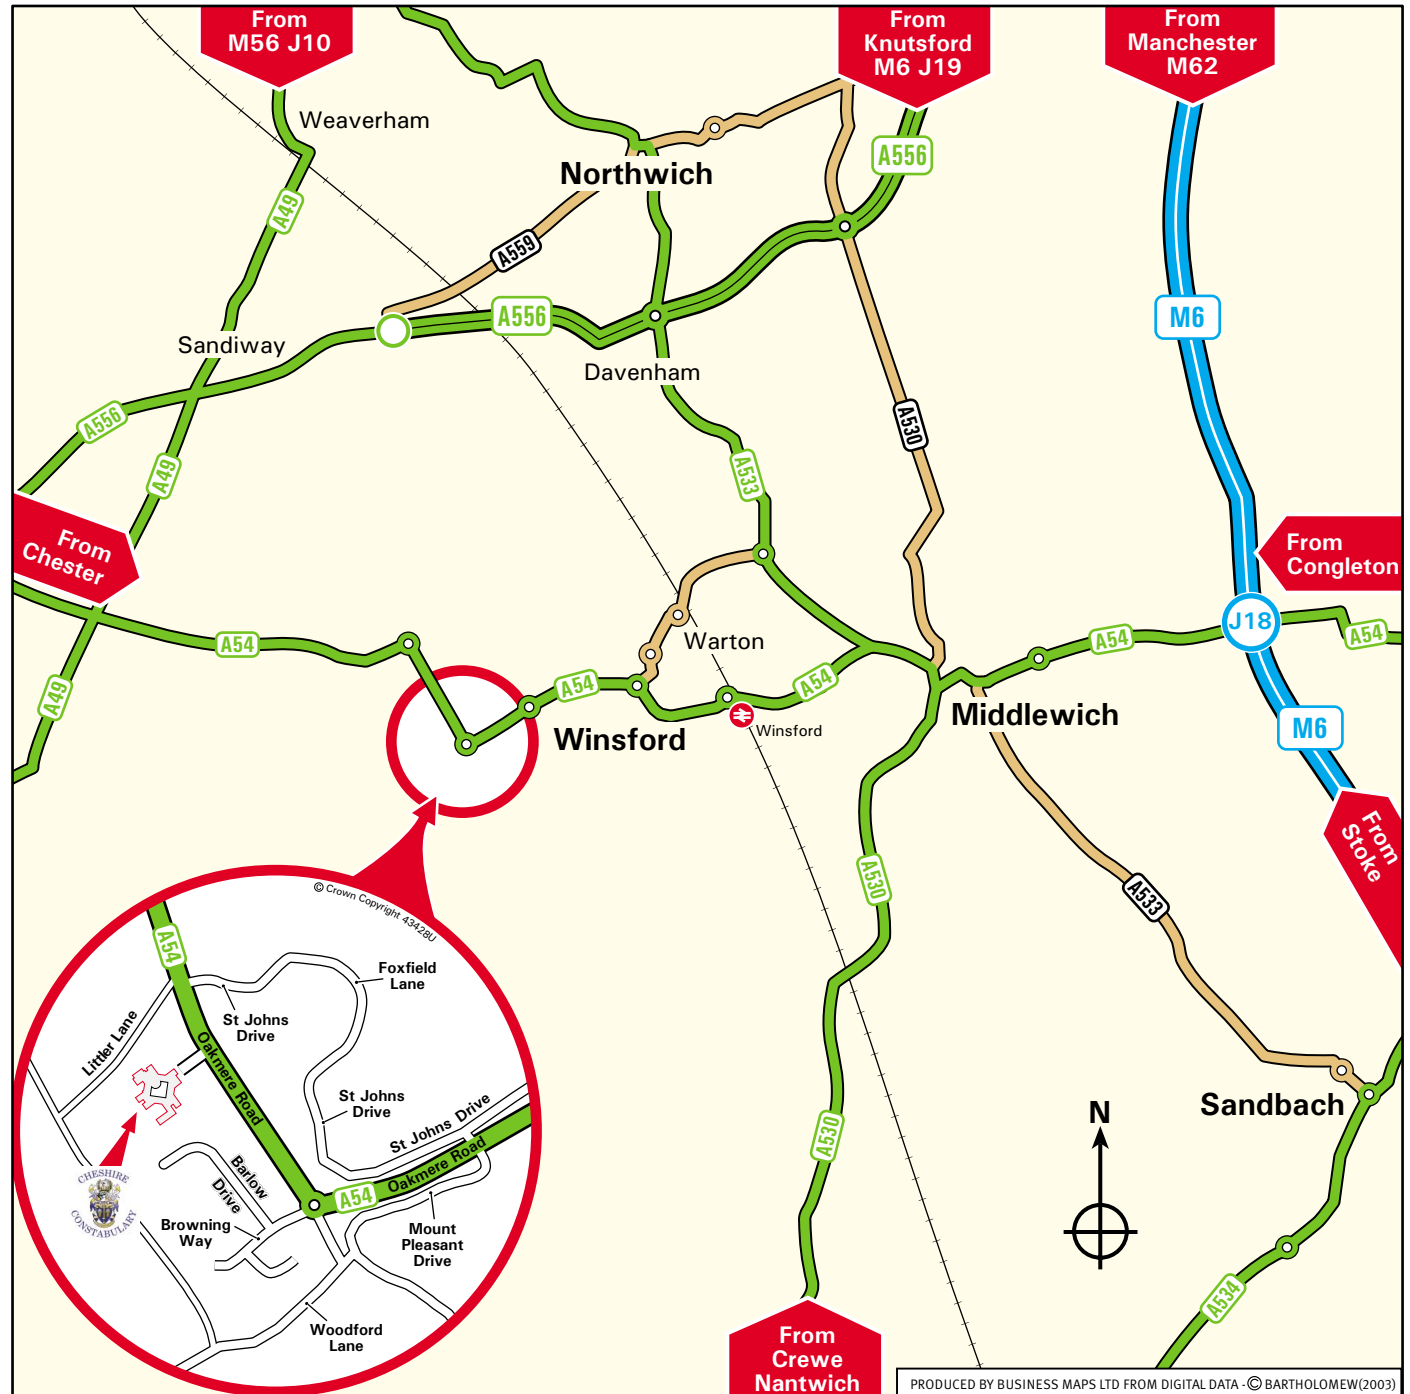 From
M56 J10
From
Knutsford
M6 J19
From
Manchester
M62
Weaverham
A556
Northwich
A49
A559
A556
M6
Sandiway
Davenham
A556
A530
A49
A533
From
Chester
From
Congleton
J18
A54
Warton
A54
A54
A54
A54
A49
Winsford
Winsford
Middlewich
M6
From
Stoke
A530
A533
© Crown Copyright 43428U
A54
Foxfield
Lane
St Johns
Drive
Littler Lane
Oakmere Road
St Johns
Drive
St Johns Drive
Oakmere Road
A54
Barlow
Drive
CHESHIRE
CONSTABULARY
Browning
Way
Mount
Pleasant
Drive
Woodford
Lane
A530
N
Sandbach
A534
From
Crewe
Nantwich
PRODUCED BY BUSINESS MAPS LTD FROM DIGITAL DATA - © BARTHOLOMEW(2003)